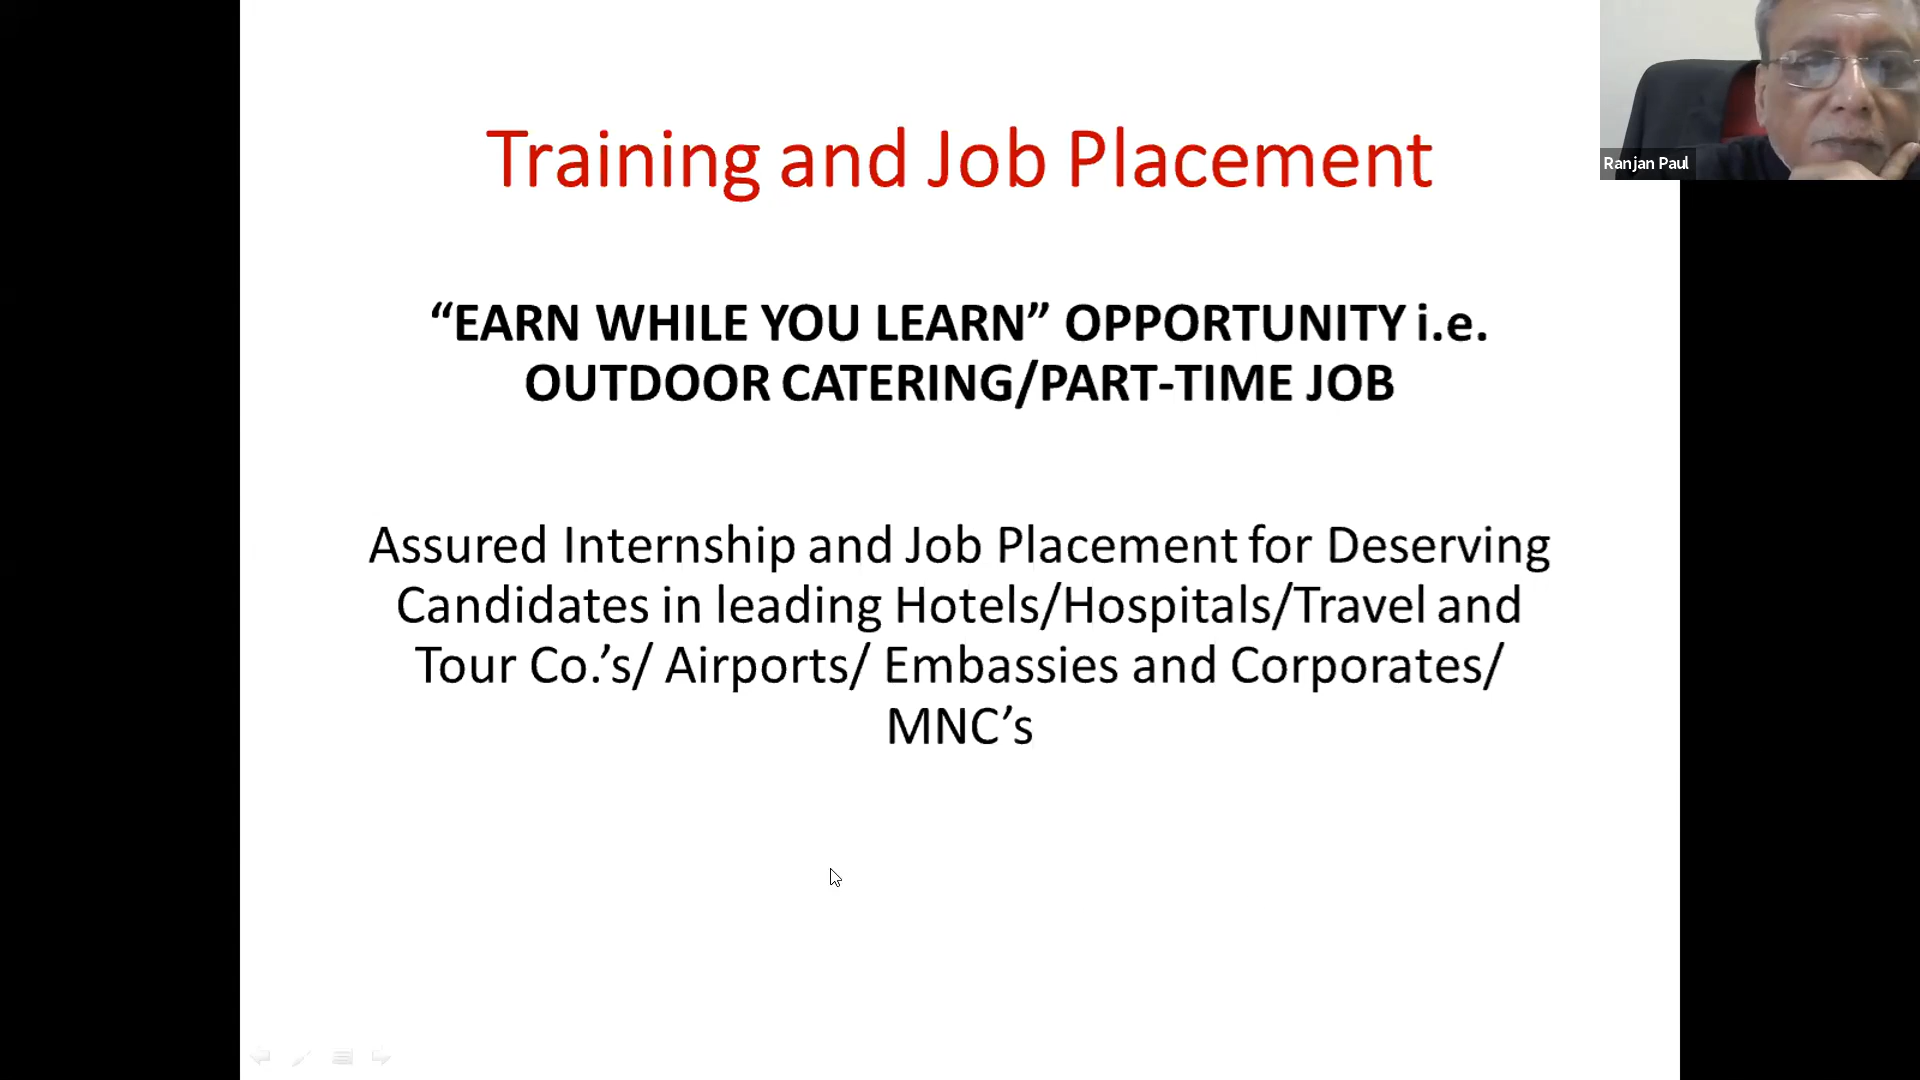 Training and Job Placement
Ranjan Paul
“EARN WHILE YOU LEARN” OPPORTUNITY i.e.
OUTDOOR CATERING/PART-TIME JOB
Assured Internship and Job Placement for Deserving
Candidates in leading Hotels/Hospitals/Travel and
Tour Co.’s/ Airports/ Embassies and Corporates/
MNC’s